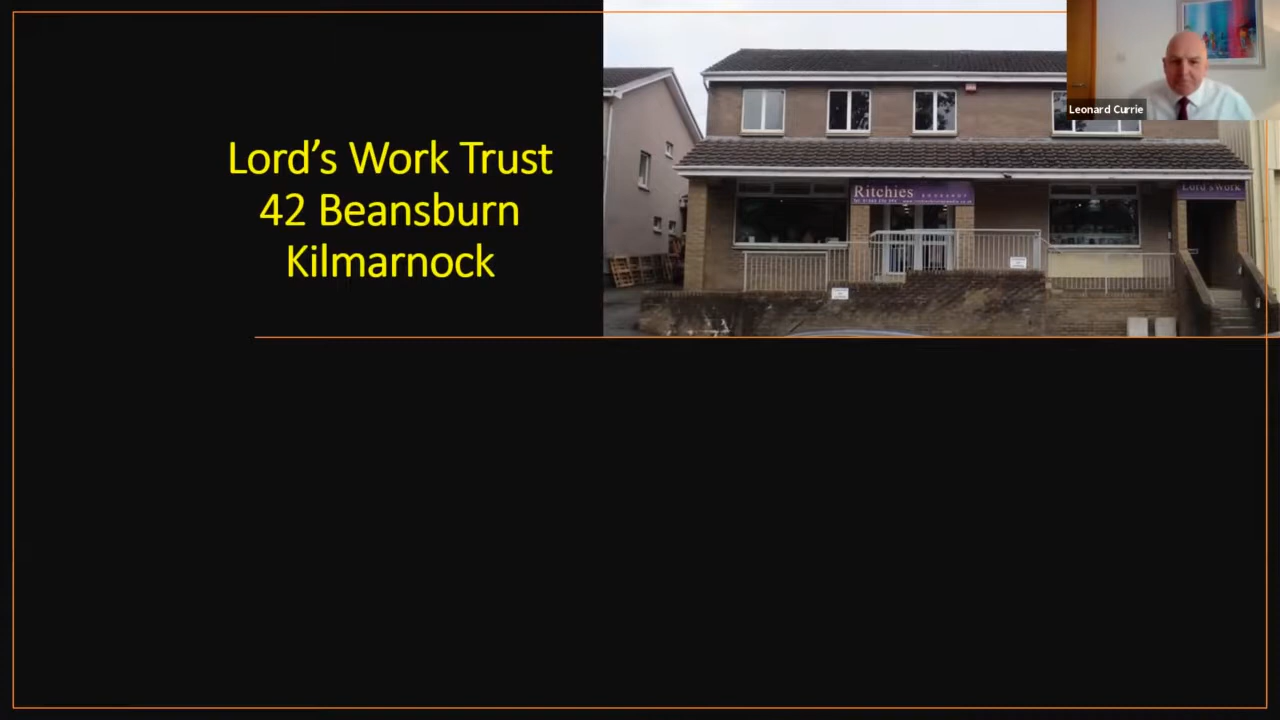 Lord's Work Trust
42 Beansburn
Kilmarnock
Leonard Currie
Ritchies
Lord's Work